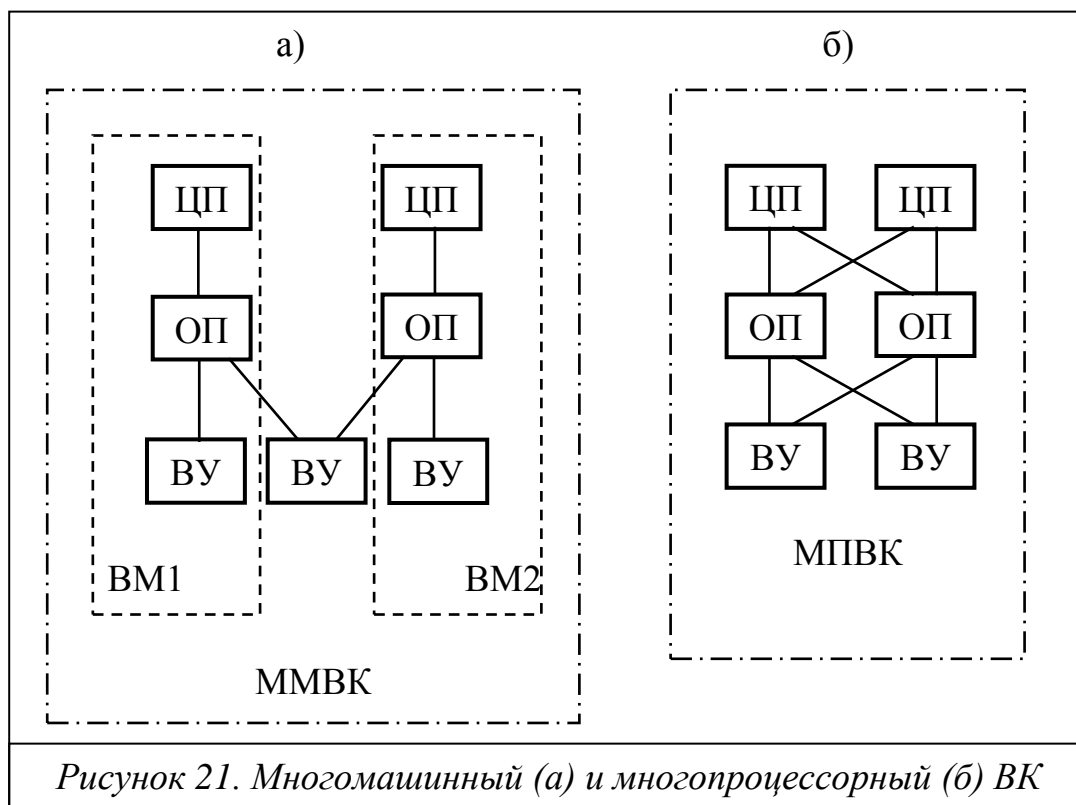 а) б)
ЦП ЦП ЦП ЦП
ОП ОП ОП ОП
ВУ ВУ ВУ ВУ ВУ
МПВК
ВМ1 ВМ2
ММВК
Рисунок 21. Многомашинный (а) и многопроцессорный (б) ВК